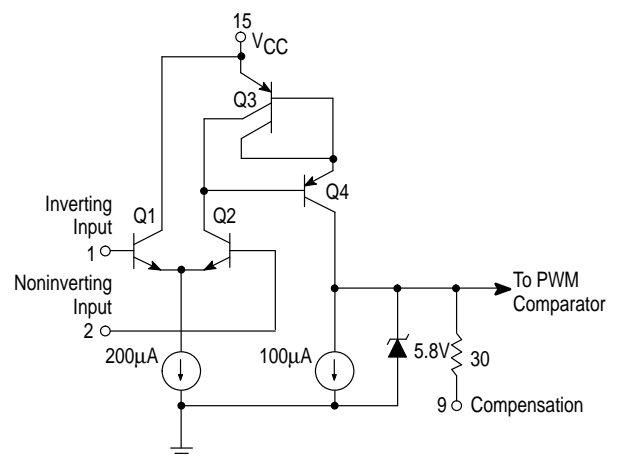 15
VCC
Q3
Q4
Inverting
Input
1
Q1
Q2
Noninverting
Input
2
To PWM
Comparator
200μA
100μA
5.8V
30
9
Compensation